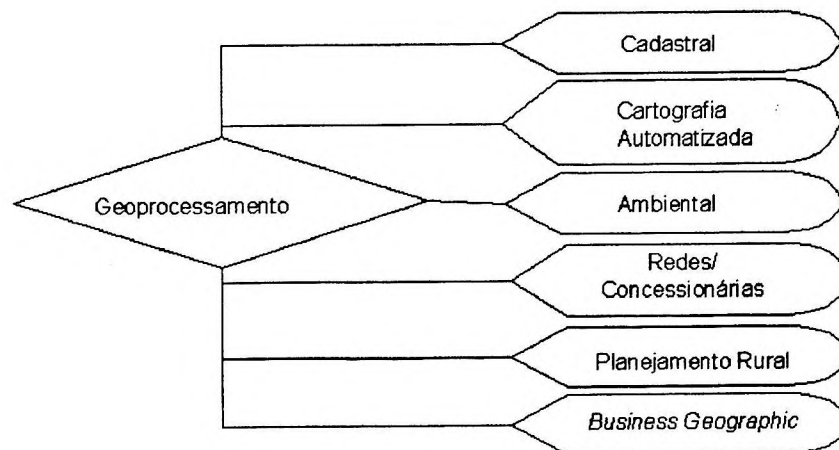 Cadastral
Cartografia
Automatizada
Geoprocessamento
Ambiental
Redes/
Concessionárias
Planejamento Rural
Business Geographic